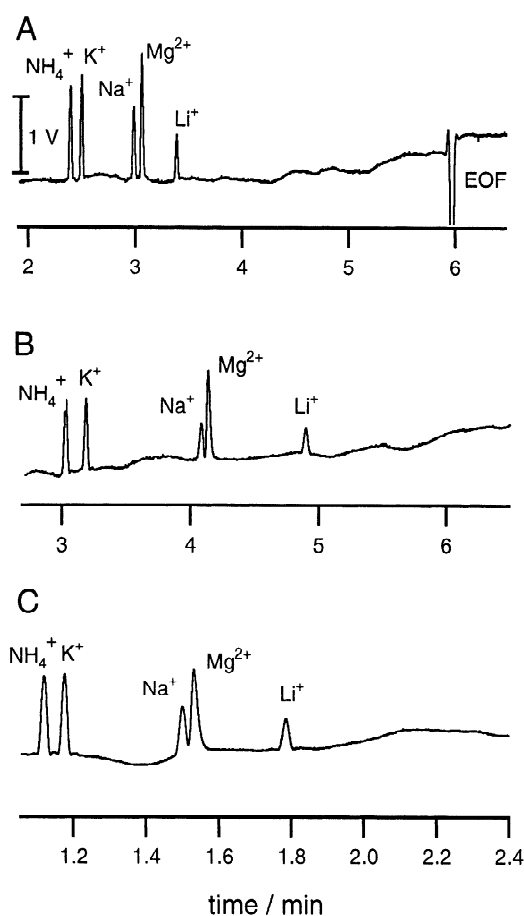 A
NH₄⁺ K⁺ Na⁺ Mg²⁺ Li⁺
1 V
EOF
2 3 4 5 6
B
NH₄⁺ K⁺ Na⁺ Mg²⁺ Li⁺
3 4 5 6
C
NH₄⁺ K⁺ Na⁺ Mg²⁺ Li⁺
1.2 1.4 1.6 1.8 2.0 2.2 2.4
time / min